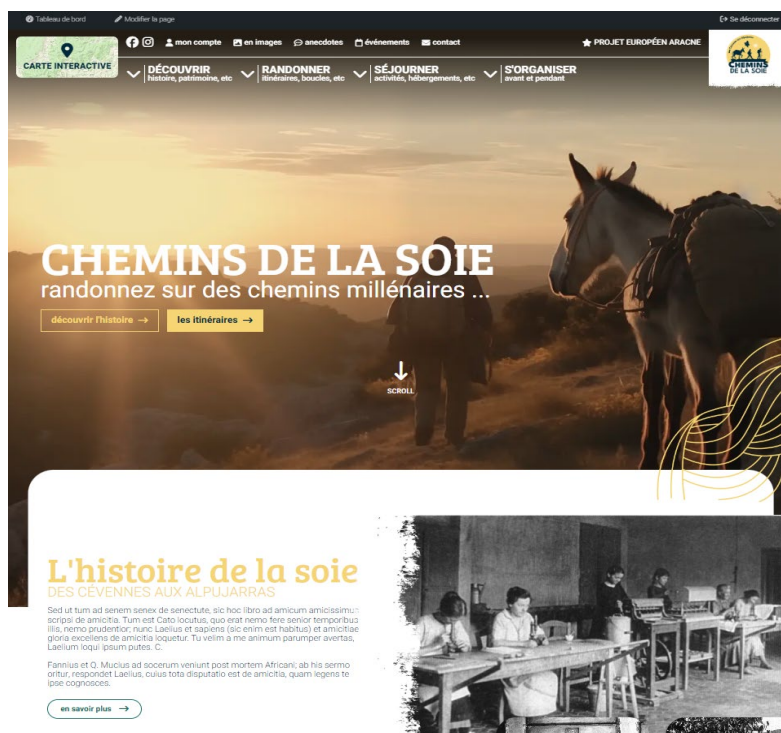 Tableau de bord
Modifier la page
Se déconnecter
CARTE INTERACTIVE
mon compte
en images
anecdotes
événements
contact
PROJET EUROPÉEN ARACNE
CHEMINS
DE LA SOIE
DÉCOUVRIR
histoire, patrimoine, etc
RANDONNER
itinéraires, boucles, etc
SÉJOURNER
activités, hébergements, etc
S'ORGANISER
avant et pendant
CHEMINS DE LA SOIE
randonnez sur des chemins millénaires ...
découvrir l'histoire →
les itinéraires →
SCROLL
L'histoire de la soie
DES CÉVENNES AUX ALPUJARRAS
Sed ut tum ad senem senex de senectute, sic hoc libro ad amicum amicissimus
scripsi de amicitia. Tum est Cato locutus, quo erat nemo fere senior temporibus
illis, nemo prudentior; nunc Laelius et sapiens (sic enim est habitus) et amicitiae
gloria excellens de amicitia loquetur. Tu velim a me animum parumper avertas,
Laelium loqui ipsum putes. C.
Fannius et Q. Mucius ad socerum veniunt post mortem Africani; ab his sermo
oritur, respondet Laelius, cuius tota disputatio est de amicitia, quam legens te
ipse cognosces.
en savoir plus →